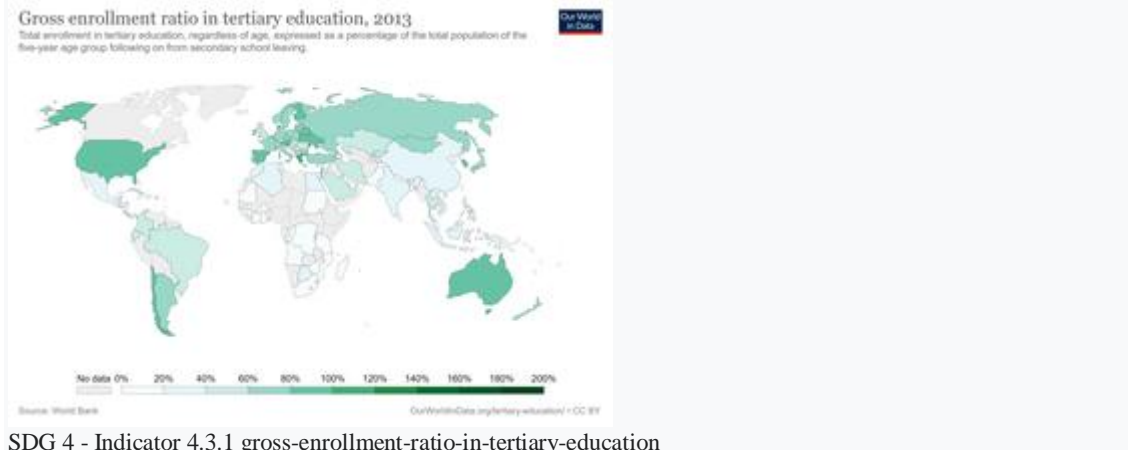 Gross enrollment ratio in tertiary education, 2013
Our World
in Data
Total enrollment in tertiary education, regardless of age, expressed as a percentage of the total population of the
five-year age group following on from secondary school leaving.
No data 0% 20% 40% 60% 80% 100% 120% 140% 160% 180% 200%
Source: World Bank
OurWorldInData.org/tertiary-education/ • CC BY
SDG 4 - Indicator 4.3.1 gross-enrollment-ratio-in-tertiary-education